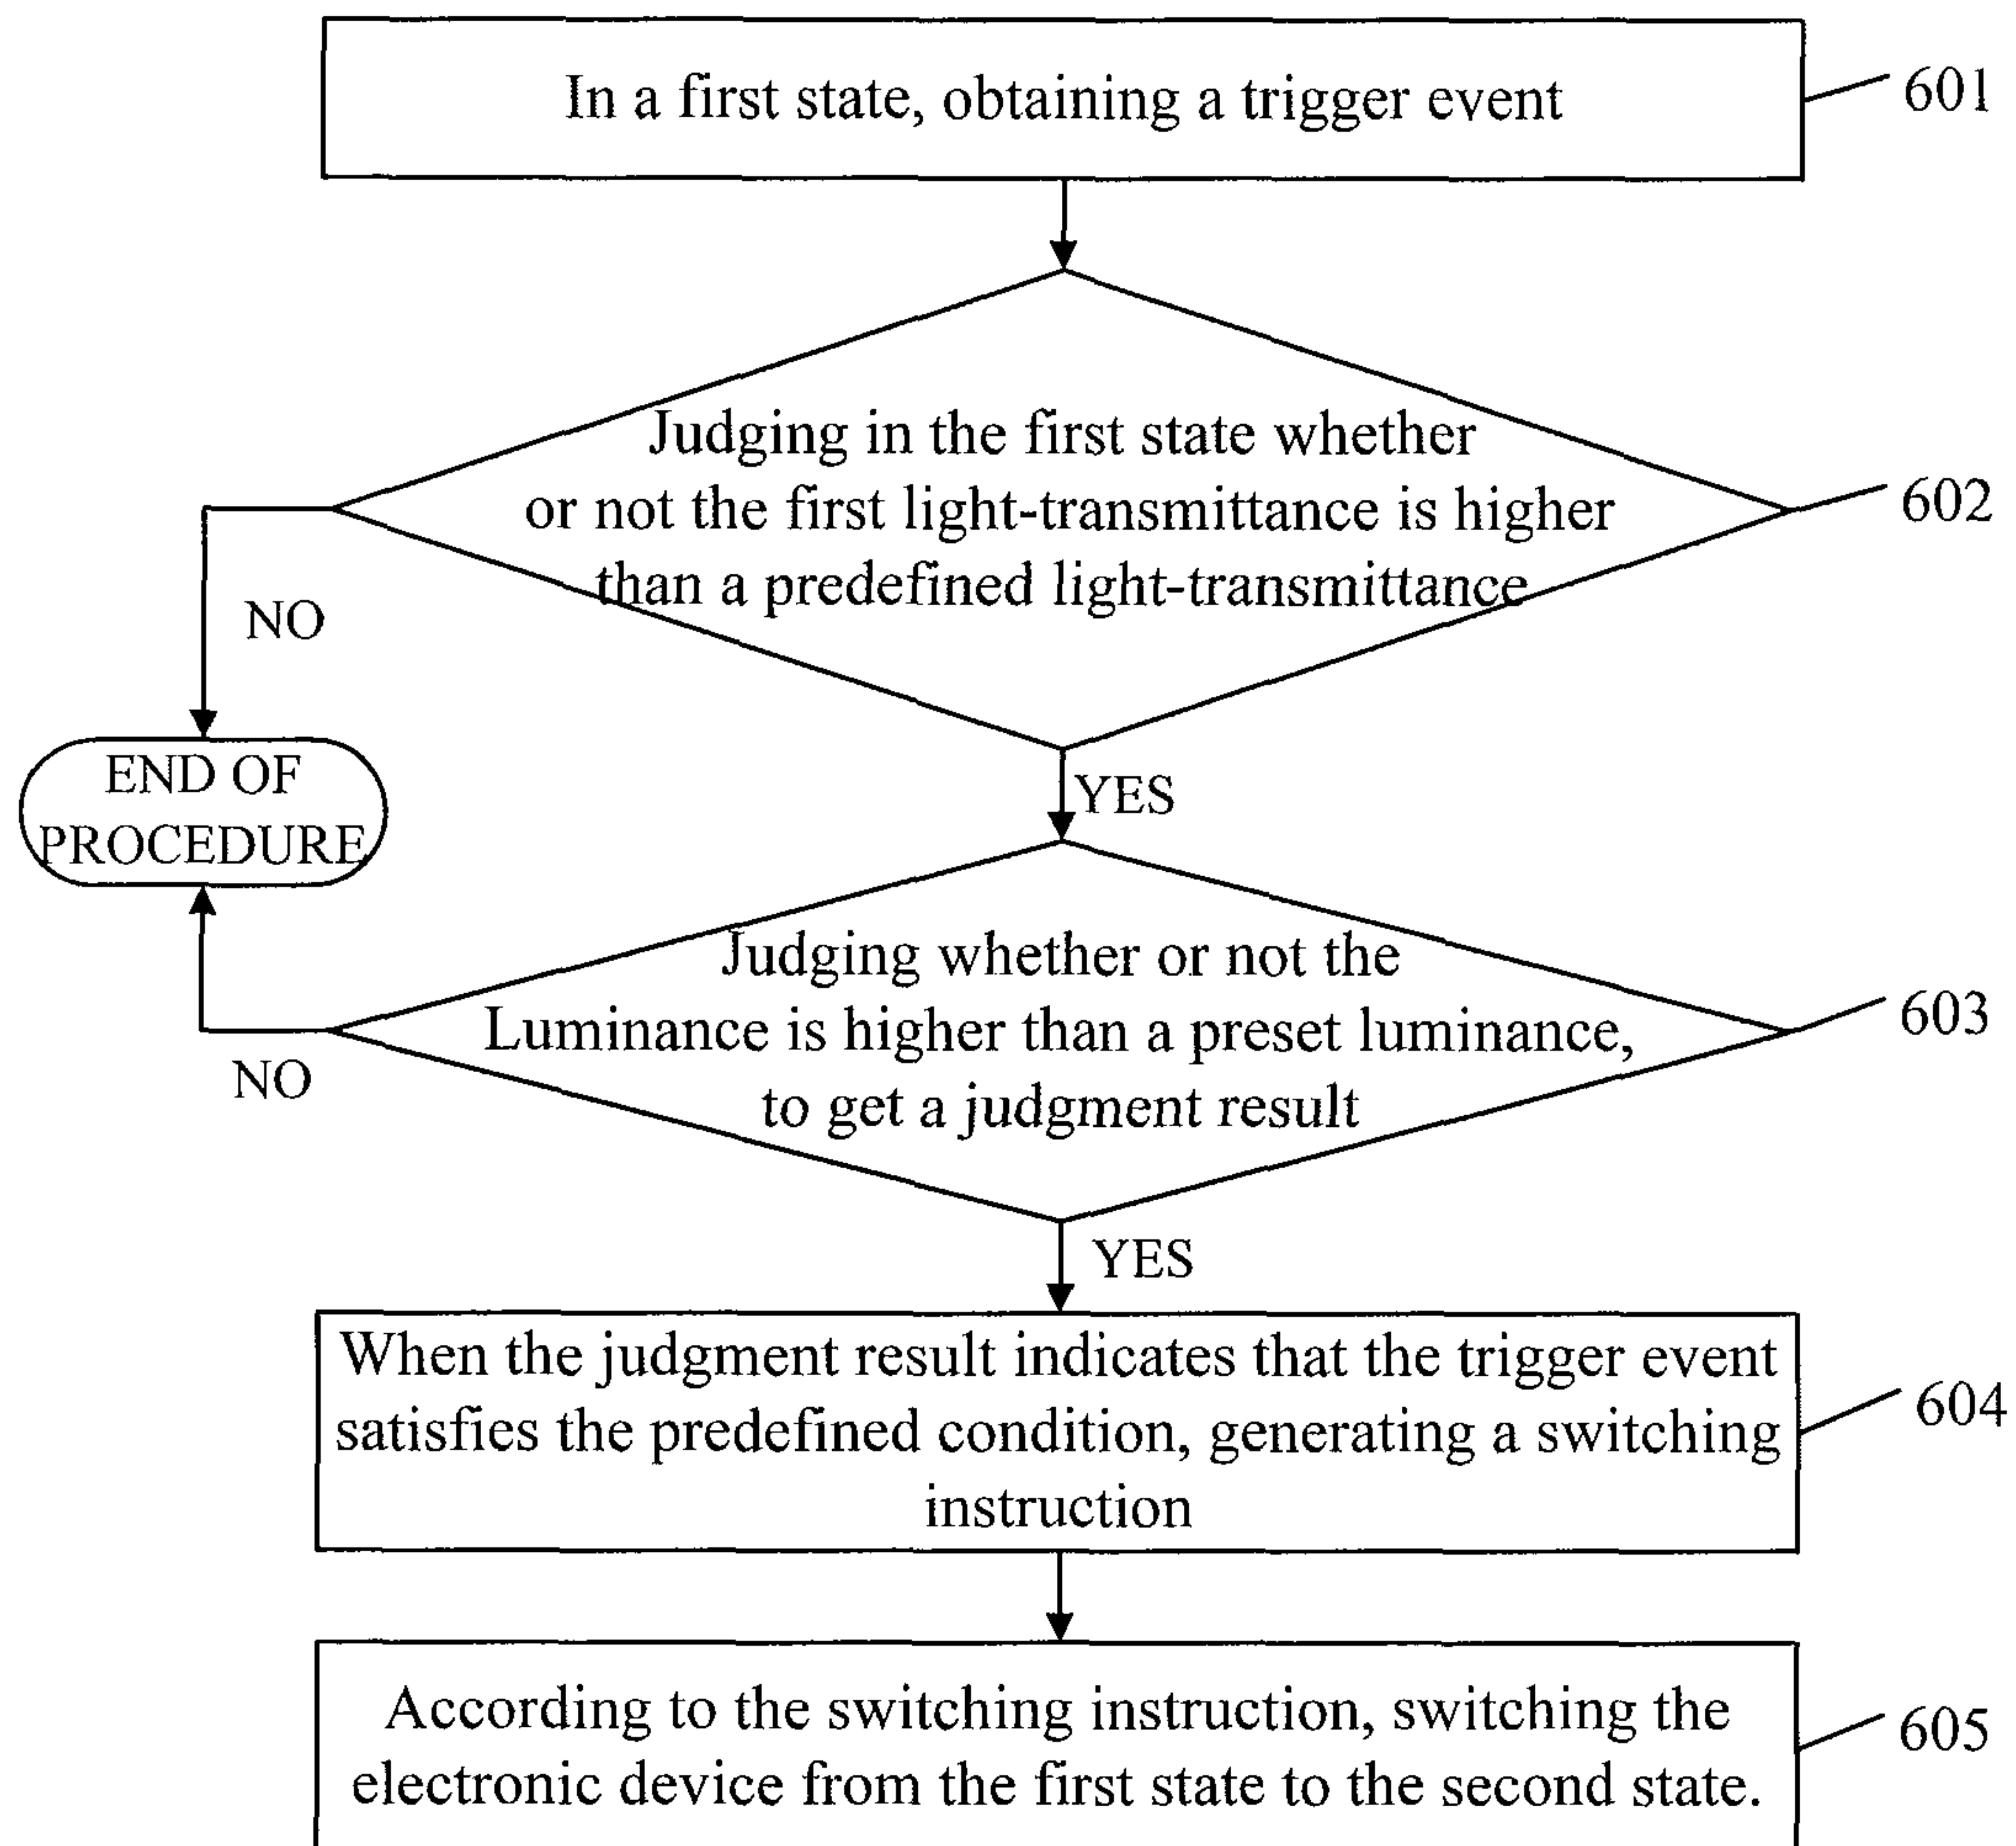 In a first state, obtaining a trigger event
601
Judging in the first state whether
or not the first light-transmittance is higher
than a predefined light-transmittance
602
NO
END OF
PROCEDURE
YES
Judging whether or not the
Luminance is higher than a preset luminance,
to get a judgment result
603
NO
YES
When the judgment result indicates that the trigger event
satisfies the predefined condition, generating a switching
instruction
604
According to the switching instruction, switching the
electronic device from the first state to the second state.
605